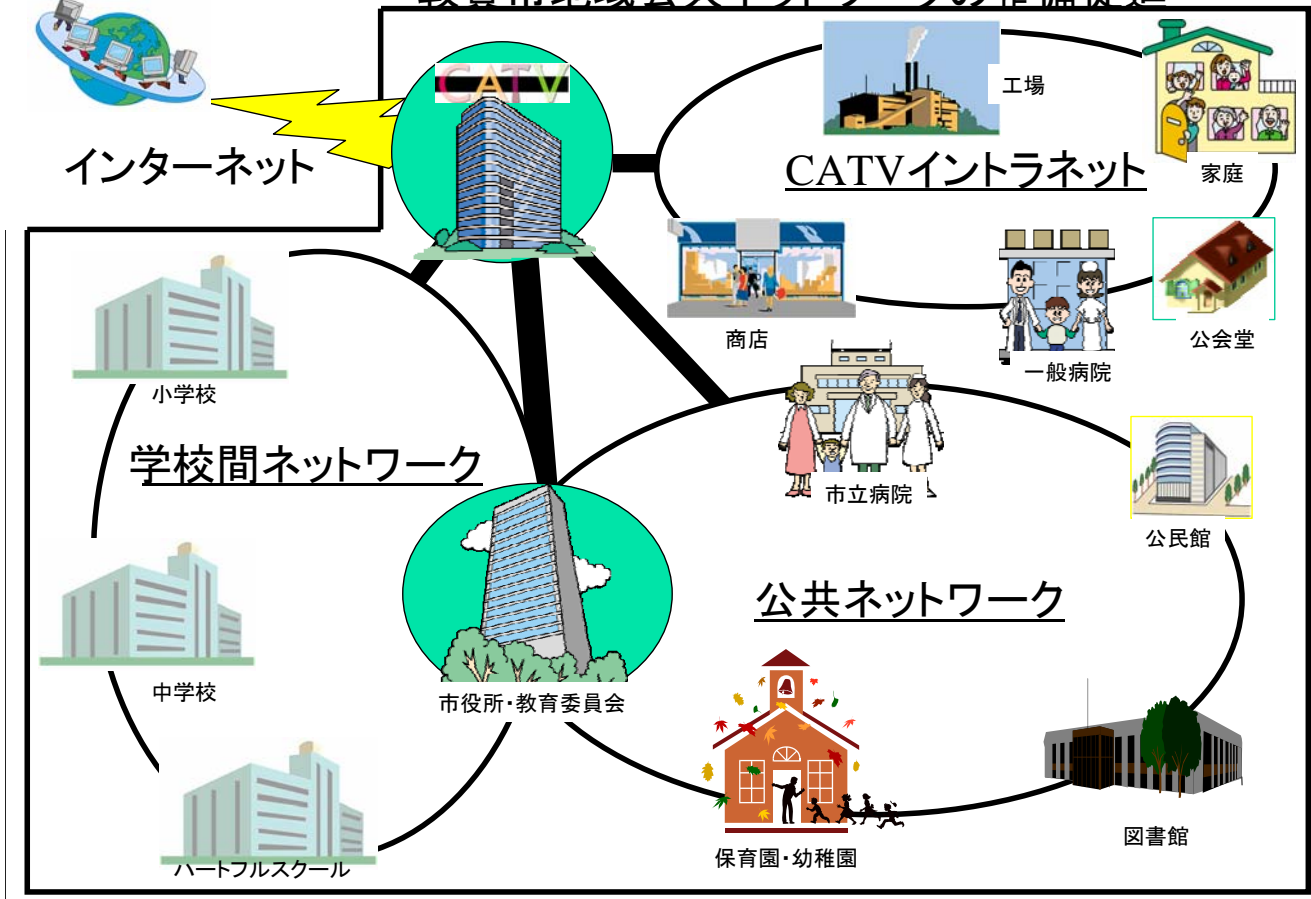 CATV
工場
インターネット
CATVイントラネット
家庭
商店
一般病院
公会堂
小学校
学校間ネットワーク
市立病院
公民館
公共ネットワーク
中学校
市役所・教育委員会
保育園・幼稚園
図書館
ハートフルスクール